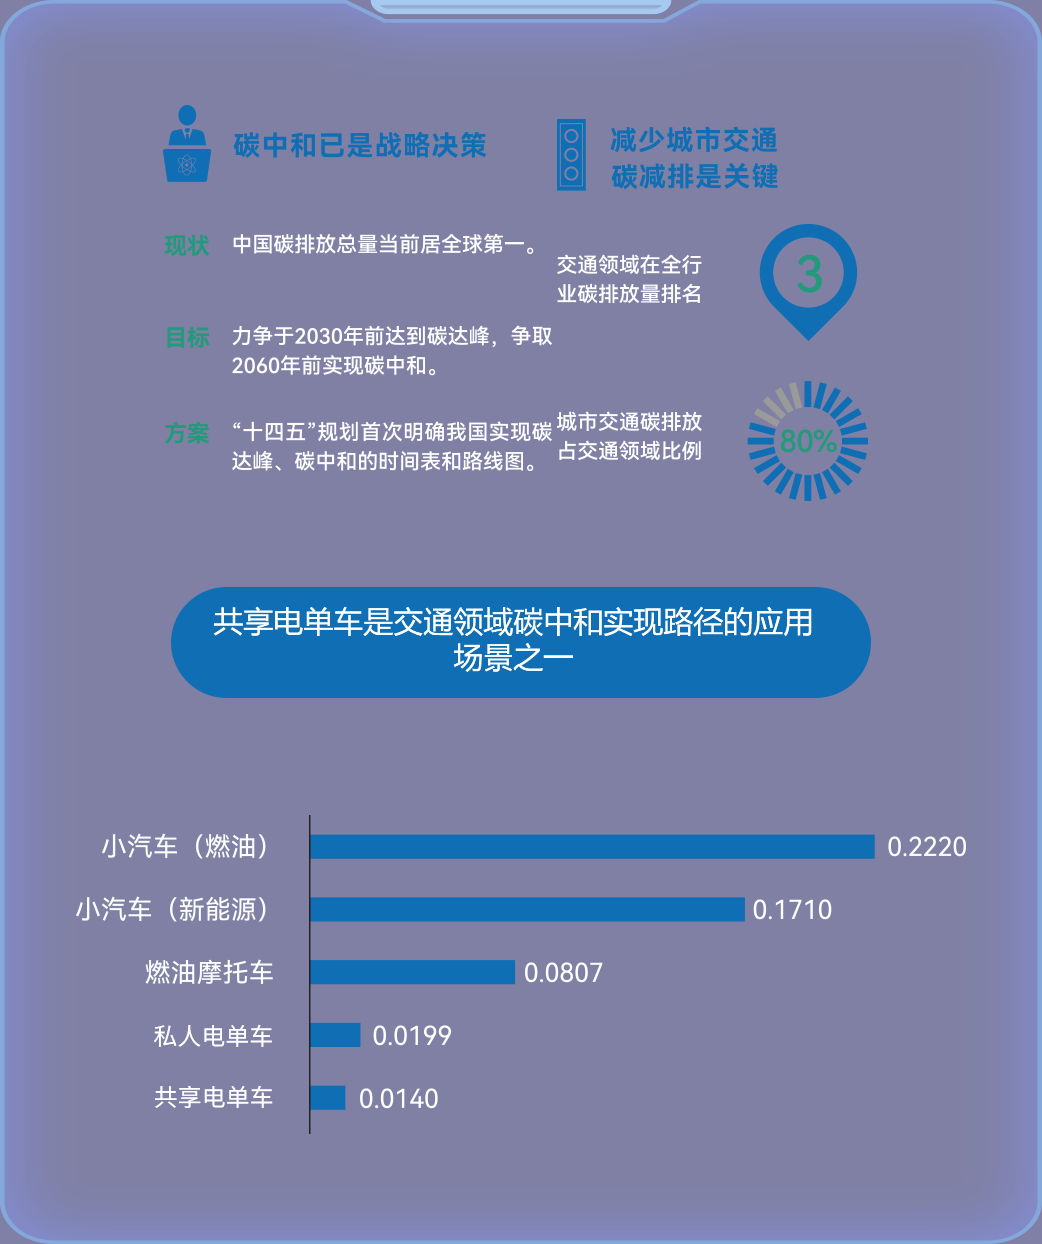 碳中和已是战略决策
现状
中国碳排放总量当前居全球第一。
目标
力争于2030年前达到碳达峰，争取
2060年前实现碳中和。
方案
“十四五”规划首次明确我国实现碳
达峰、碳中和的时间表和路线图。
减少城市交通
碳减排是关键
交通领域在全行
业碳排放量排名
3
城市交通碳排放
占交通领域比例
80%
共享电单车是交通领域碳中和实现路径的应用
场景之一
小汽车（燃油） 0.2220
小汽车（新能源） 0.1710
燃油摩托车 0.0807
私人电单车 0.0199
共享电单车 0.0140